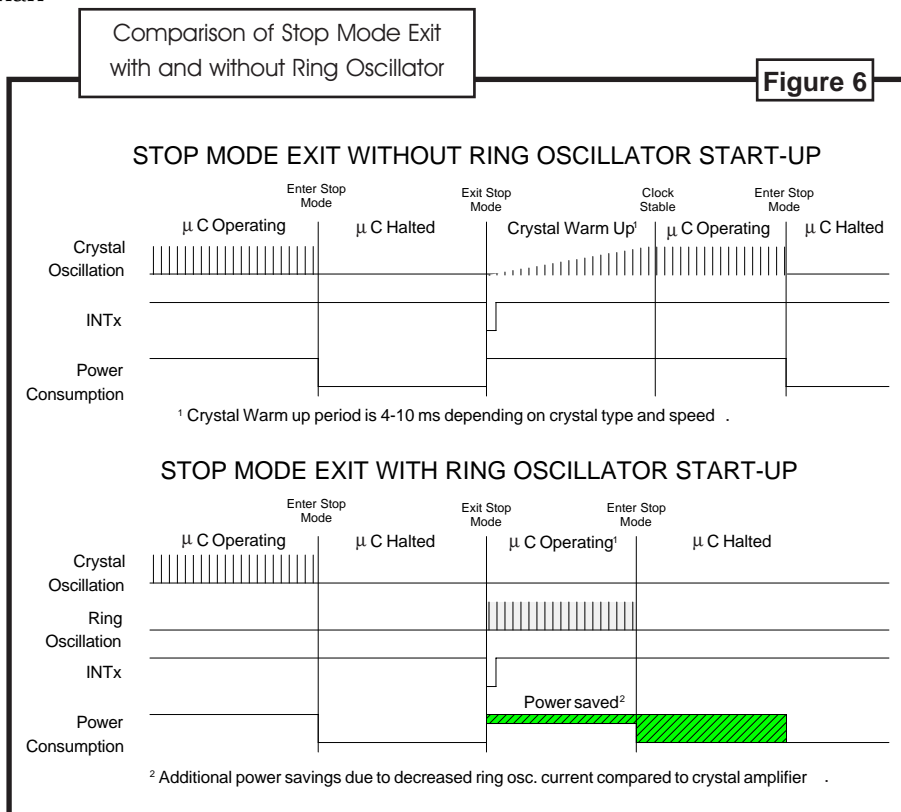 Comparison of Stop Mode Exit
with and without Ring Oscillator
Figure 6
STOP MODE EXIT WITHOUT RING OSCILLATOR START-UP
Enter Stop
Mode
Exit Stop
Mode
Clock
Stable
Enter Stop
Mode
μ C Operating
μ C Halted
Crystal Warm Up¹
μ C Operating
μ C Halted
Crystal
Oscillation
INTx
Power
Consumption
¹ Crystal Warm up period is 4-10 ms depending on crystal type and speed .
STOP MODE EXIT WITH RING OSCILLATOR START-UP
Enter Stop
Mode
Exit Stop
Mode
Enter Stop
Mode
μ C Operating
μ C Halted
μ C Operating¹
μ C Halted
Crystal
Oscillation
Ring
Oscillation
INTx
Power saved²
Power
Consumption
² Additional power savings due to decreased ring osc. current compared to crystal amplifier .